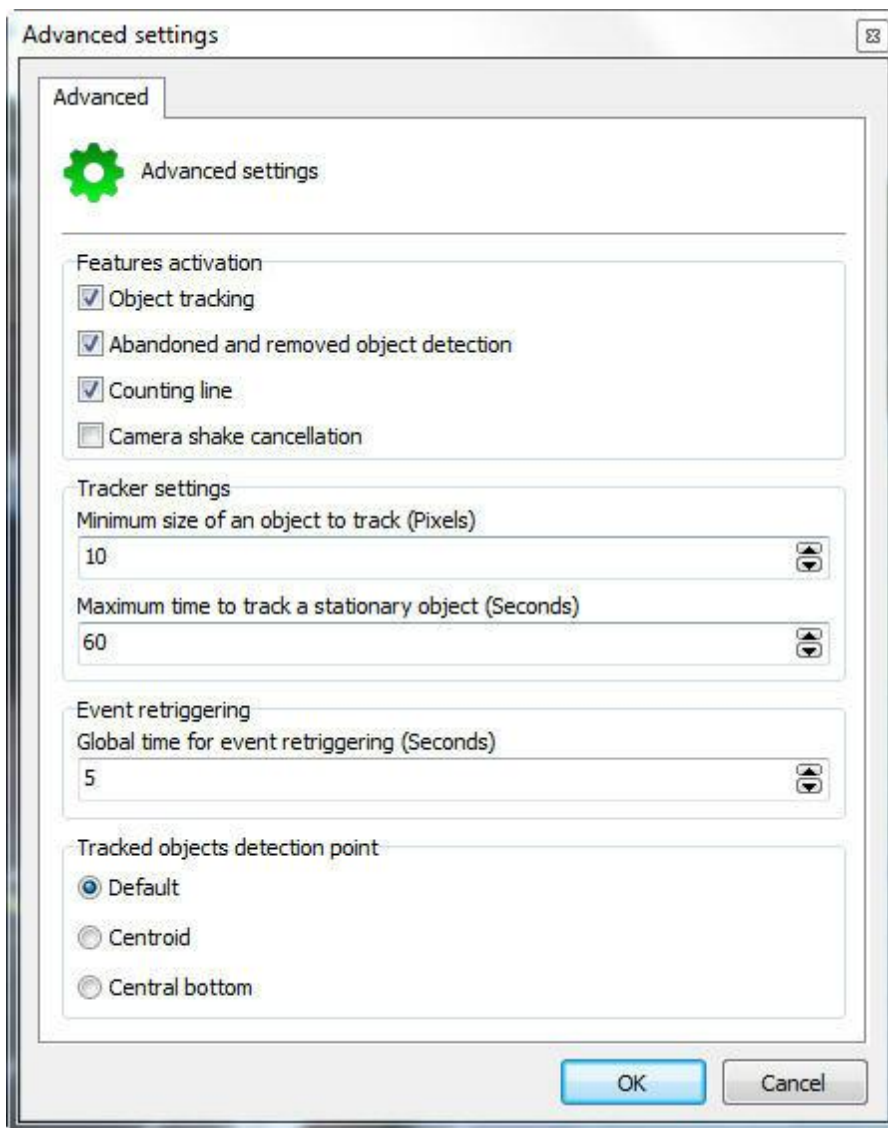 Advanced settings
Advanced
Advanced settings
Features activation
Object tracking
Abandoned and removed object detection
Counting line
Camera shake cancellation
Tracker settings
Minimum size of an object to track (Pixels)
10
Maximum time to track a stationary object (Seconds)
60
Event retriggering
Global time for event retriggering (Seconds)
5
Tracked objects detection point
Default
Centroid
Central bottom
OK Cancel